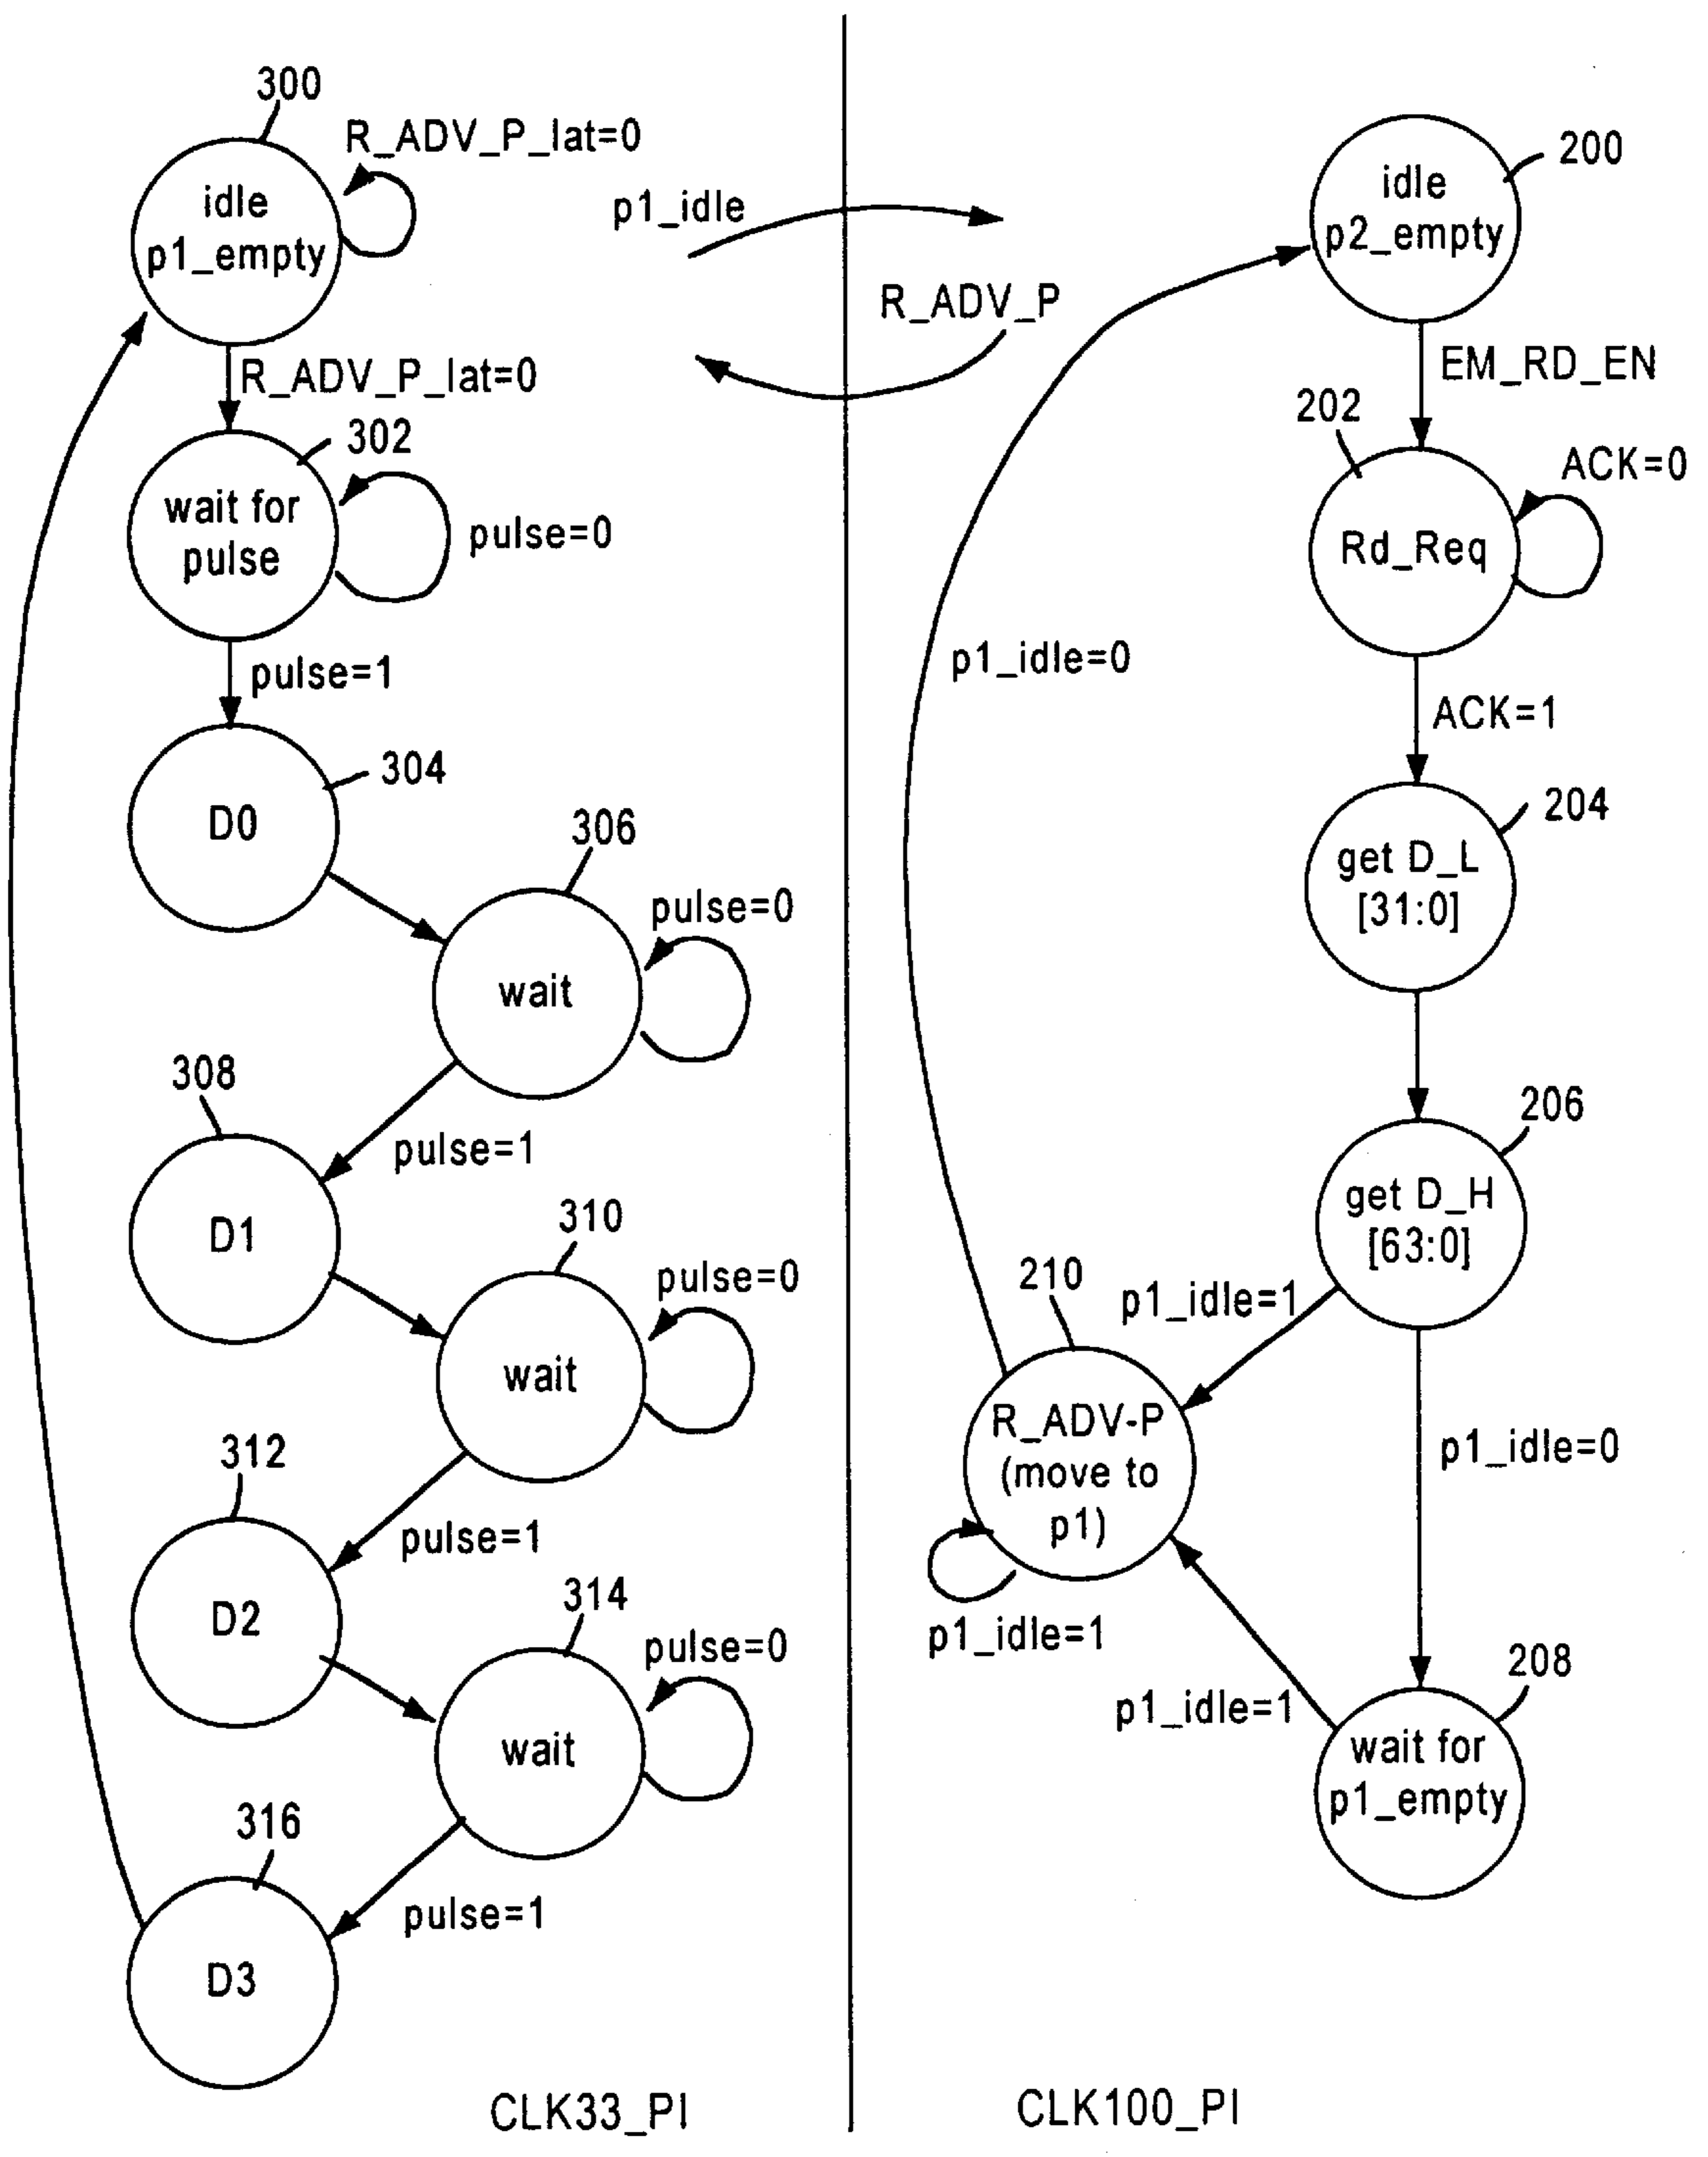 300
R_ADV_P_lat=0
idle
p1_empty
R_ADV_P_lat=0
302
wait for
pulse
pulse=0
pulse=1
D0
304
306
wait
pulse=0
pulse=1
308
D1
310
wait
pulse=0
pulse=1
312
D2
314
wait
pulse=0
pulse=1
316
D3
CLK33_PI
p1_idle
R_ADV_P
200
idle
p2_empty
EM_RD_EN
202
ACK=0
Rd_Req
ACK=1
204
get D_L
[31:0]
206
get D_H
[63:0]
p1_idle=0
p1_idle=1
210
R_ADV-P
(move to
p1)
p1_idle=1
p1_idle=0
p1_idle=1
208
wait for
p1_empty
CLK100_PI